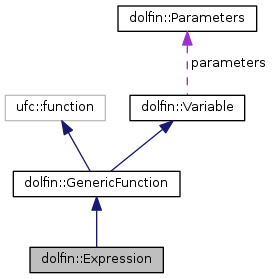 dolfin::Parameters
parameters
ufc::function
dolfin::Variable
dolfin::GenericFunction
dolfin::Expression